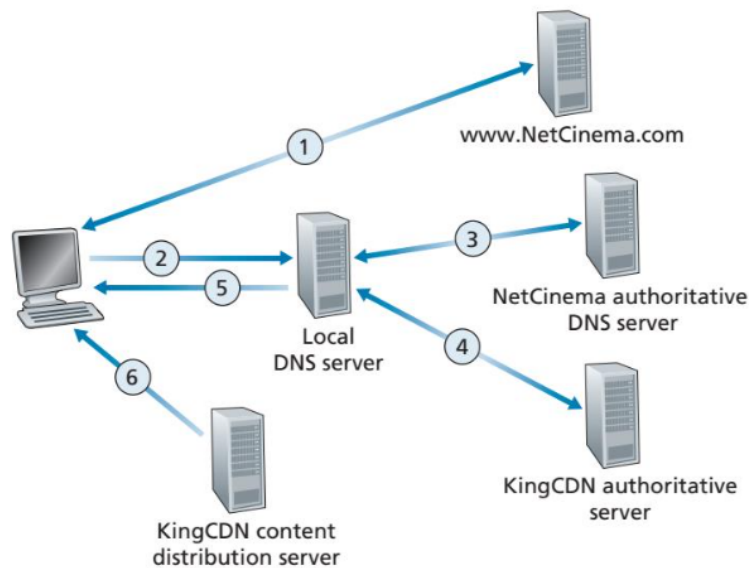 1
www.NetCinema.com
2
3
5
NetCinema authoritative
DNS server
Local
DNS server
4
6
KingCDN authoritative
server
KingCDN content
distribution server